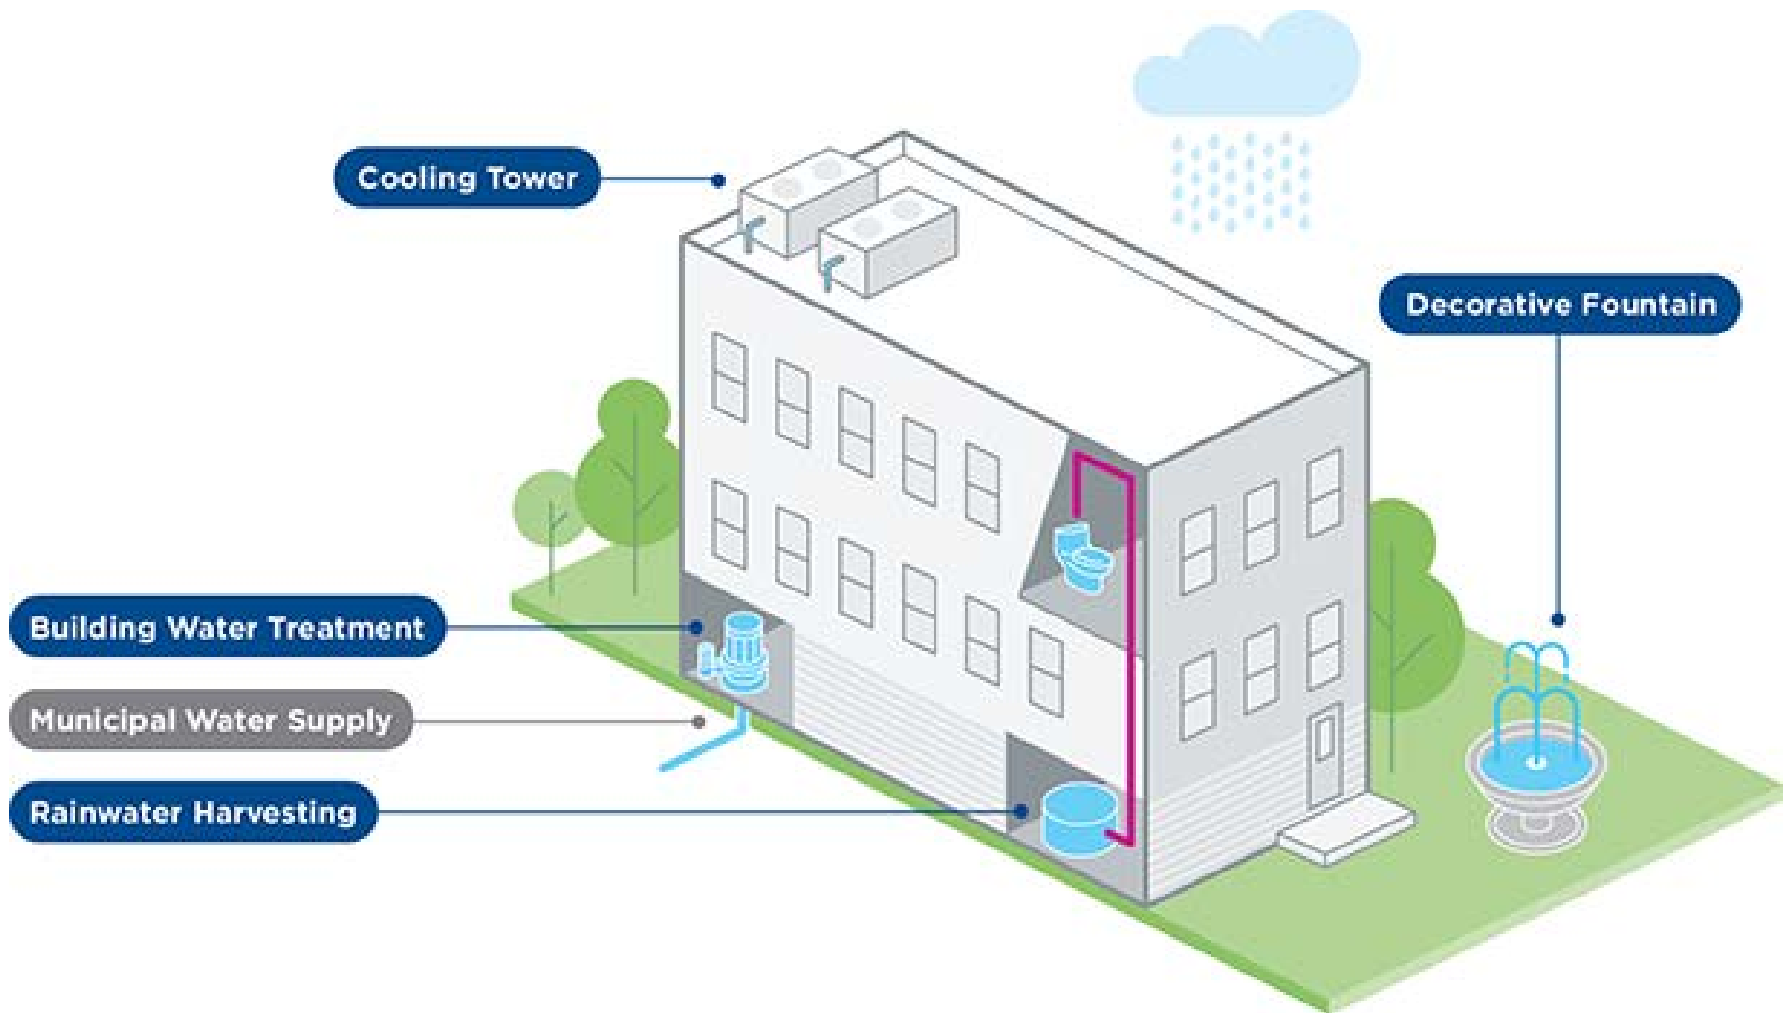 Cooling Tower
Decorative Fountain
Building Water Treatment
Municipal Water Supply
Rainwater Harvesting